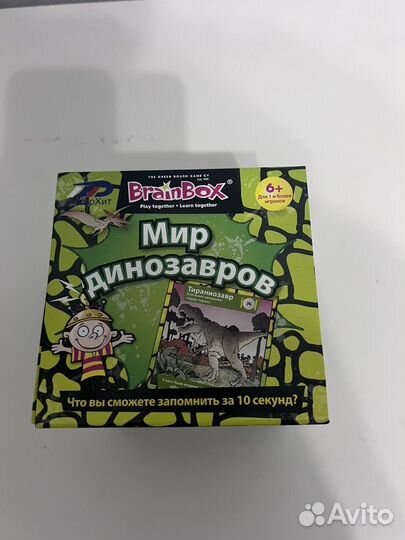 THE GREEN BOARD GAME Cº
BrainBox®
Play together • Learn together
6+
Для 1 и более
игроков
Мир
динозавров
Тираннозавр
Что вы сможете запомнить за 10 секунд?
Avito